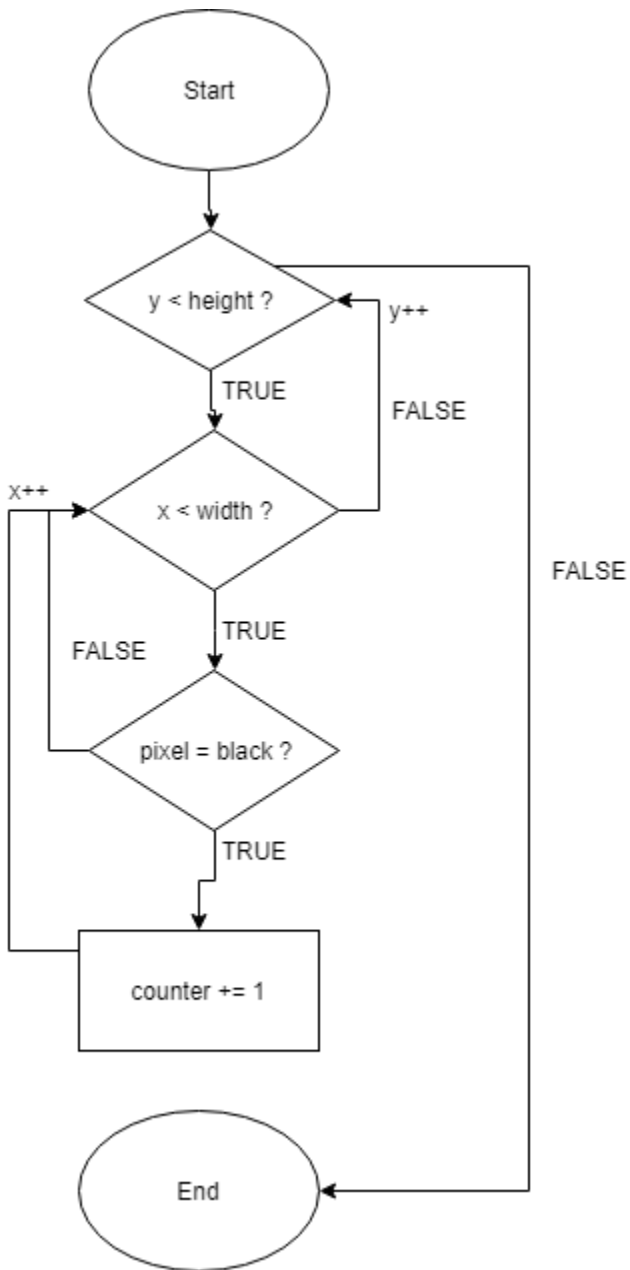 Start
y < height ?
y++
TRUE
FALSE
x++
x < width ?
FALSE
TRUE
FALSE
pixel = black ?
TRUE
counter += 1
End